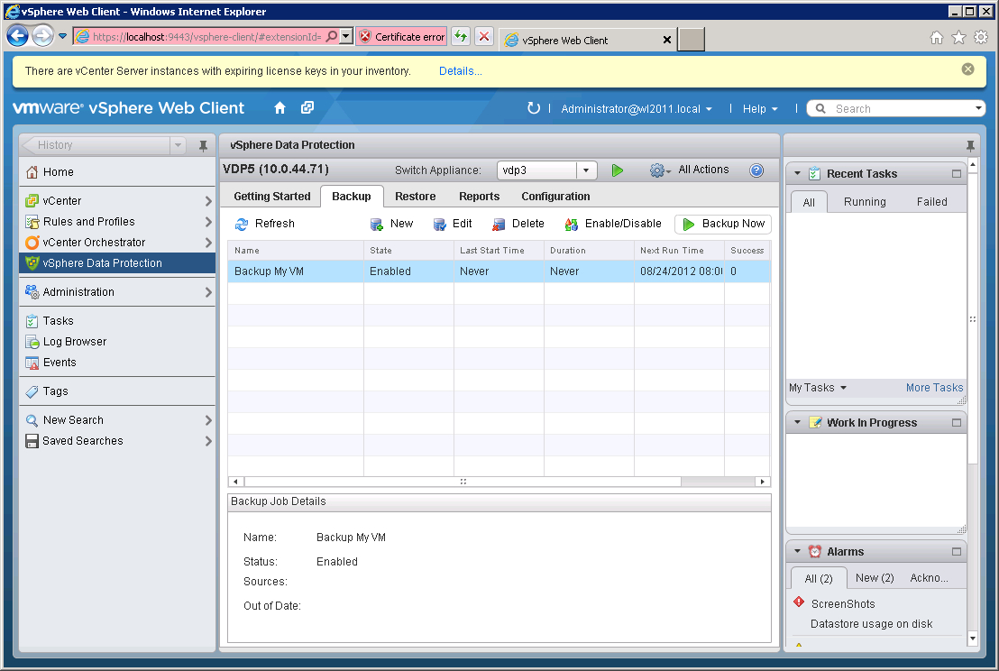 vSphere Web Client - Windows Internet Explorer
https://localhost:9443/vsphere-client/#extensionId=
Certificate error
vSphere Web Client
There are vCenter Server instances with expiring license keys in your inventory. Details...
vmware® vSphere Web Client
Administrator@wl2011.local
Help
Search
History
Home
vCenter
Rules and Profiles
vCenter Orchestrator
vSphere Data Protection
Administration
Tasks
Log Browser
Events
Tags
New Search
Saved Searches
vSphere Data Protection
VDP5 (10.0.44.71)
Switch Appliance: vdp3
All Actions
Getting Started Backup Restore Reports Configuration
Refresh New Edit Delete Enable/Disable Backup Now
Name State Last Start Time Duration Next Run Time Success
Backup My VM Enabled Never Never 08/24/2012 08:00 0
Backup Job Details
Name: Backup My VM
Status: Enabled
Sources:
Out of Date:
Recent Tasks
All Running Failed
My Tasks More Tasks
Work In Progress
Alarms
All (2) New (2) Ackno...
ScreenShots
Datastore usage on disk